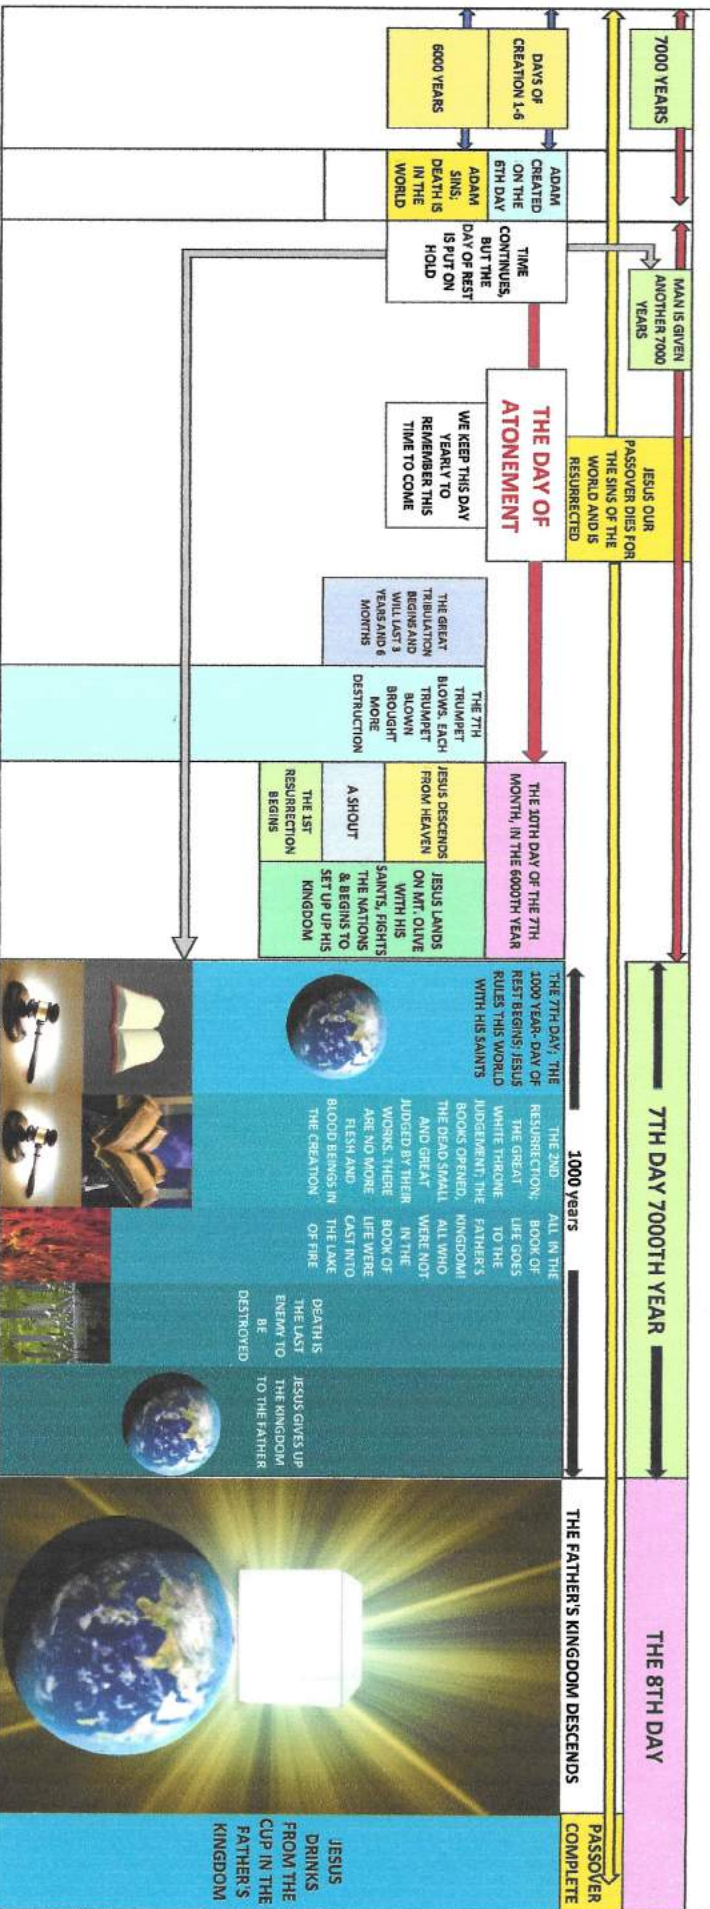 7000 YEARS
DAYS OF
CREATION 1-6
6000 YEARS
ADAM
CREATED
ON THE
6TH DAY
ADAM
SINS;
DEATH IS
IN THE
WORLD
TIME
CONTINUES,
BUT THE
DAY OF REST
IS PUT ON
HOLD
MAN IS GIVEN
ANOTHER 7000
YEARS
JESUS OUR
PASSOVER DIES FOR
THE SINS OF THE
WORLD AND IS
RESURRECTED
THE DAY OF
ATONEMENT
WE KEEP THIS DAY
YEARLY TO
REMEMBER THIS
TIME TO COME
THE GREAT
TRIBULATION
BEGINS AND
WILL LAST 3
YEARS AND 6
MONTHS
THE 7TH
TRUMPET
BLOWS. EACH
TRUMPET
BLOWN
BROUGHT
MORE
DESTRUCTION
THE 10TH DAY OF THE 7TH
MONTH, IN THE 6000TH YEAR
JESUS DESCENDS
FROM HEAVEN
A SHOUT
THE 1ST
RESURRECTION
BEGINS
JESUS LANDS
ON MT. OLIVE
WITH HIS
SAINTS, FIGHTS
THE NATIONS
& BEGINS TO
SET UP UP HIS
KINGDOM
7TH DAY 7000TH YEAR
1000 years
THE 7TH DAY; THE
1000 YEAR- DAY OF
REST BEGINS; JESUS
RULES THIS WORLD
WITH HIS SAINTS
THE 2ND
RESURRECTION;
THE GREAT
WHITE THRONE
JUDGEMENT; THE
BOOKS OPENED,
THE DEAD SMALL
AND GREAT
JUDGED BY THEIR
WORKS. THERE
ARE NO MORE
FLESH AND
BLOOD BEINGS IN
THE CREATION
ALL IN THE
BOOK OF
LIFE GOES
TO THE
FATHER'S
KINGDOM!
ALL WHO
WERE NOT
IN THE
BOOK OF
LIFE WERE
CAST INTO
THE LAKE
OF FIRE
DEATH IS
THE LAST
ENEMY TO
BE
DESTROYED
JESUS GIVES UP
THE KINGDOM
TO THE FATHER
THE 8TH DAY
THE FATHER'S KINGDOM DESCENDS
PASSOVER
COMPLETE
JESUS
DRINKS
FROM THE
CUP IN THE
FATHER'S
KINGDOM